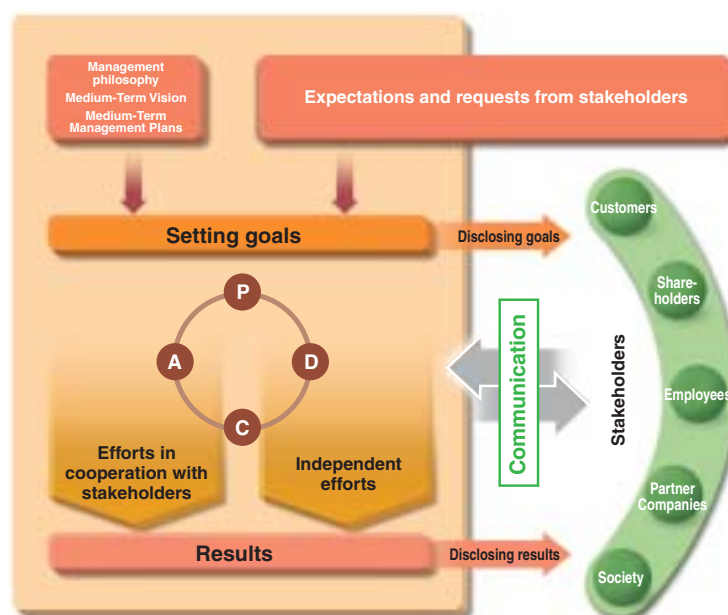 Management
philosophy
Medium-Term Vision
Medium-Term
Management Plans
Expectations and requests from stakeholders
Setting goals
Disclosing goals
Customers
Share-
holders
Employees
Partner
Companies
Society
Stakeholders
Communication
P
A
D
C
Efforts in
cooperation with
stakeholders
Independent
efforts
Results
Disclosing results